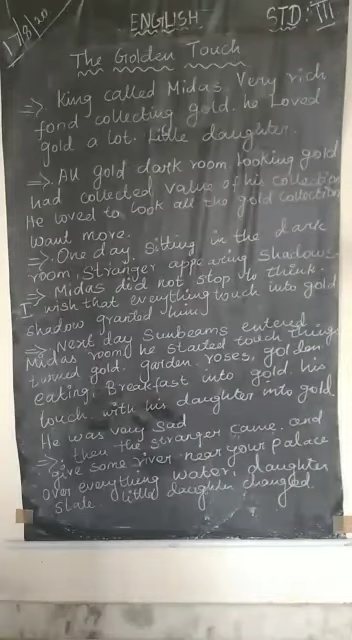 17/8/20
ENGLISH
STD: III
The Golden Touch
⇒. King called Midas. Very rich
fond collecting gold. he Loved
gold a lot. Little daughter.
⇒. All gold dark room looking gold
had collected value of his collection
He loved to look all the gold collection
want more.
⇒. One day, Sitting in the dark
room, Stranger appearing shadows.
⇒ Midas did not stop to think.
I wish that everything touch into gold
shadow granted him
⇒ Next day Sunbeams entered
Midas room, he started touch things
turned gold. garden roses, golden
eating, Breakfast into gold his
touch with his daughter into gold
He was very Sad
⇒, then the stranger came and
give some river near your palace
over everything water, daughter
State. little daughter changed